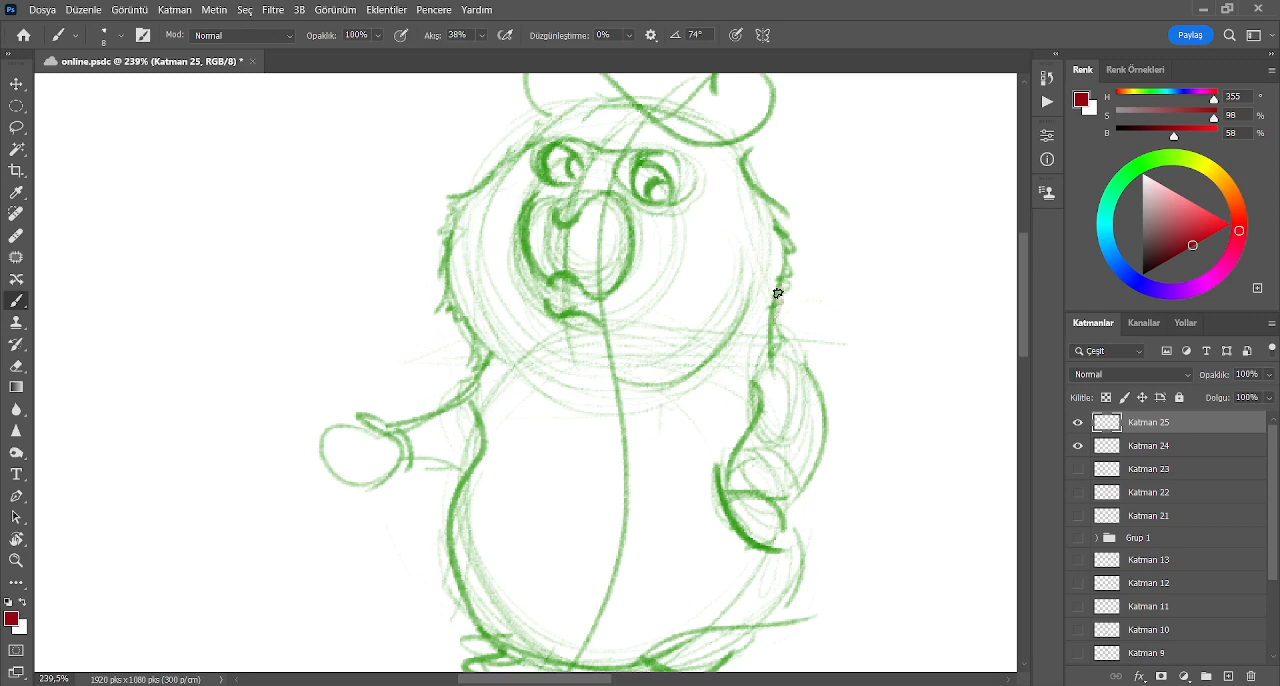 Ps Dosya Düzenle Görüntü Katman Metin Seç Filtre 3B Görünüm Eklentiler Pencere Yardım
8 Mod: Normal Opaklık: 100% Akış: 38% Düzgünleştirme: 0% 74° Paylaş
online.psdc @ 239% (Katman 25, RGB/8) *
Renk Renk Örnekleri
H 355 °
S 98 %
B 58 %
Katmanlar Kanallar Yollar
Çeşit
Normal Opaklık: 100%
Kilitle: Dolgu: 100%
Katman 25
Katman 24
Katman 23
Katman 22
Katman 21
Grup 1
Katman 13
Katman 12
Katman 11
Katman 10
Katman 9
239,5% 1920 pks x 1080 pks (300 p/cm)
fx